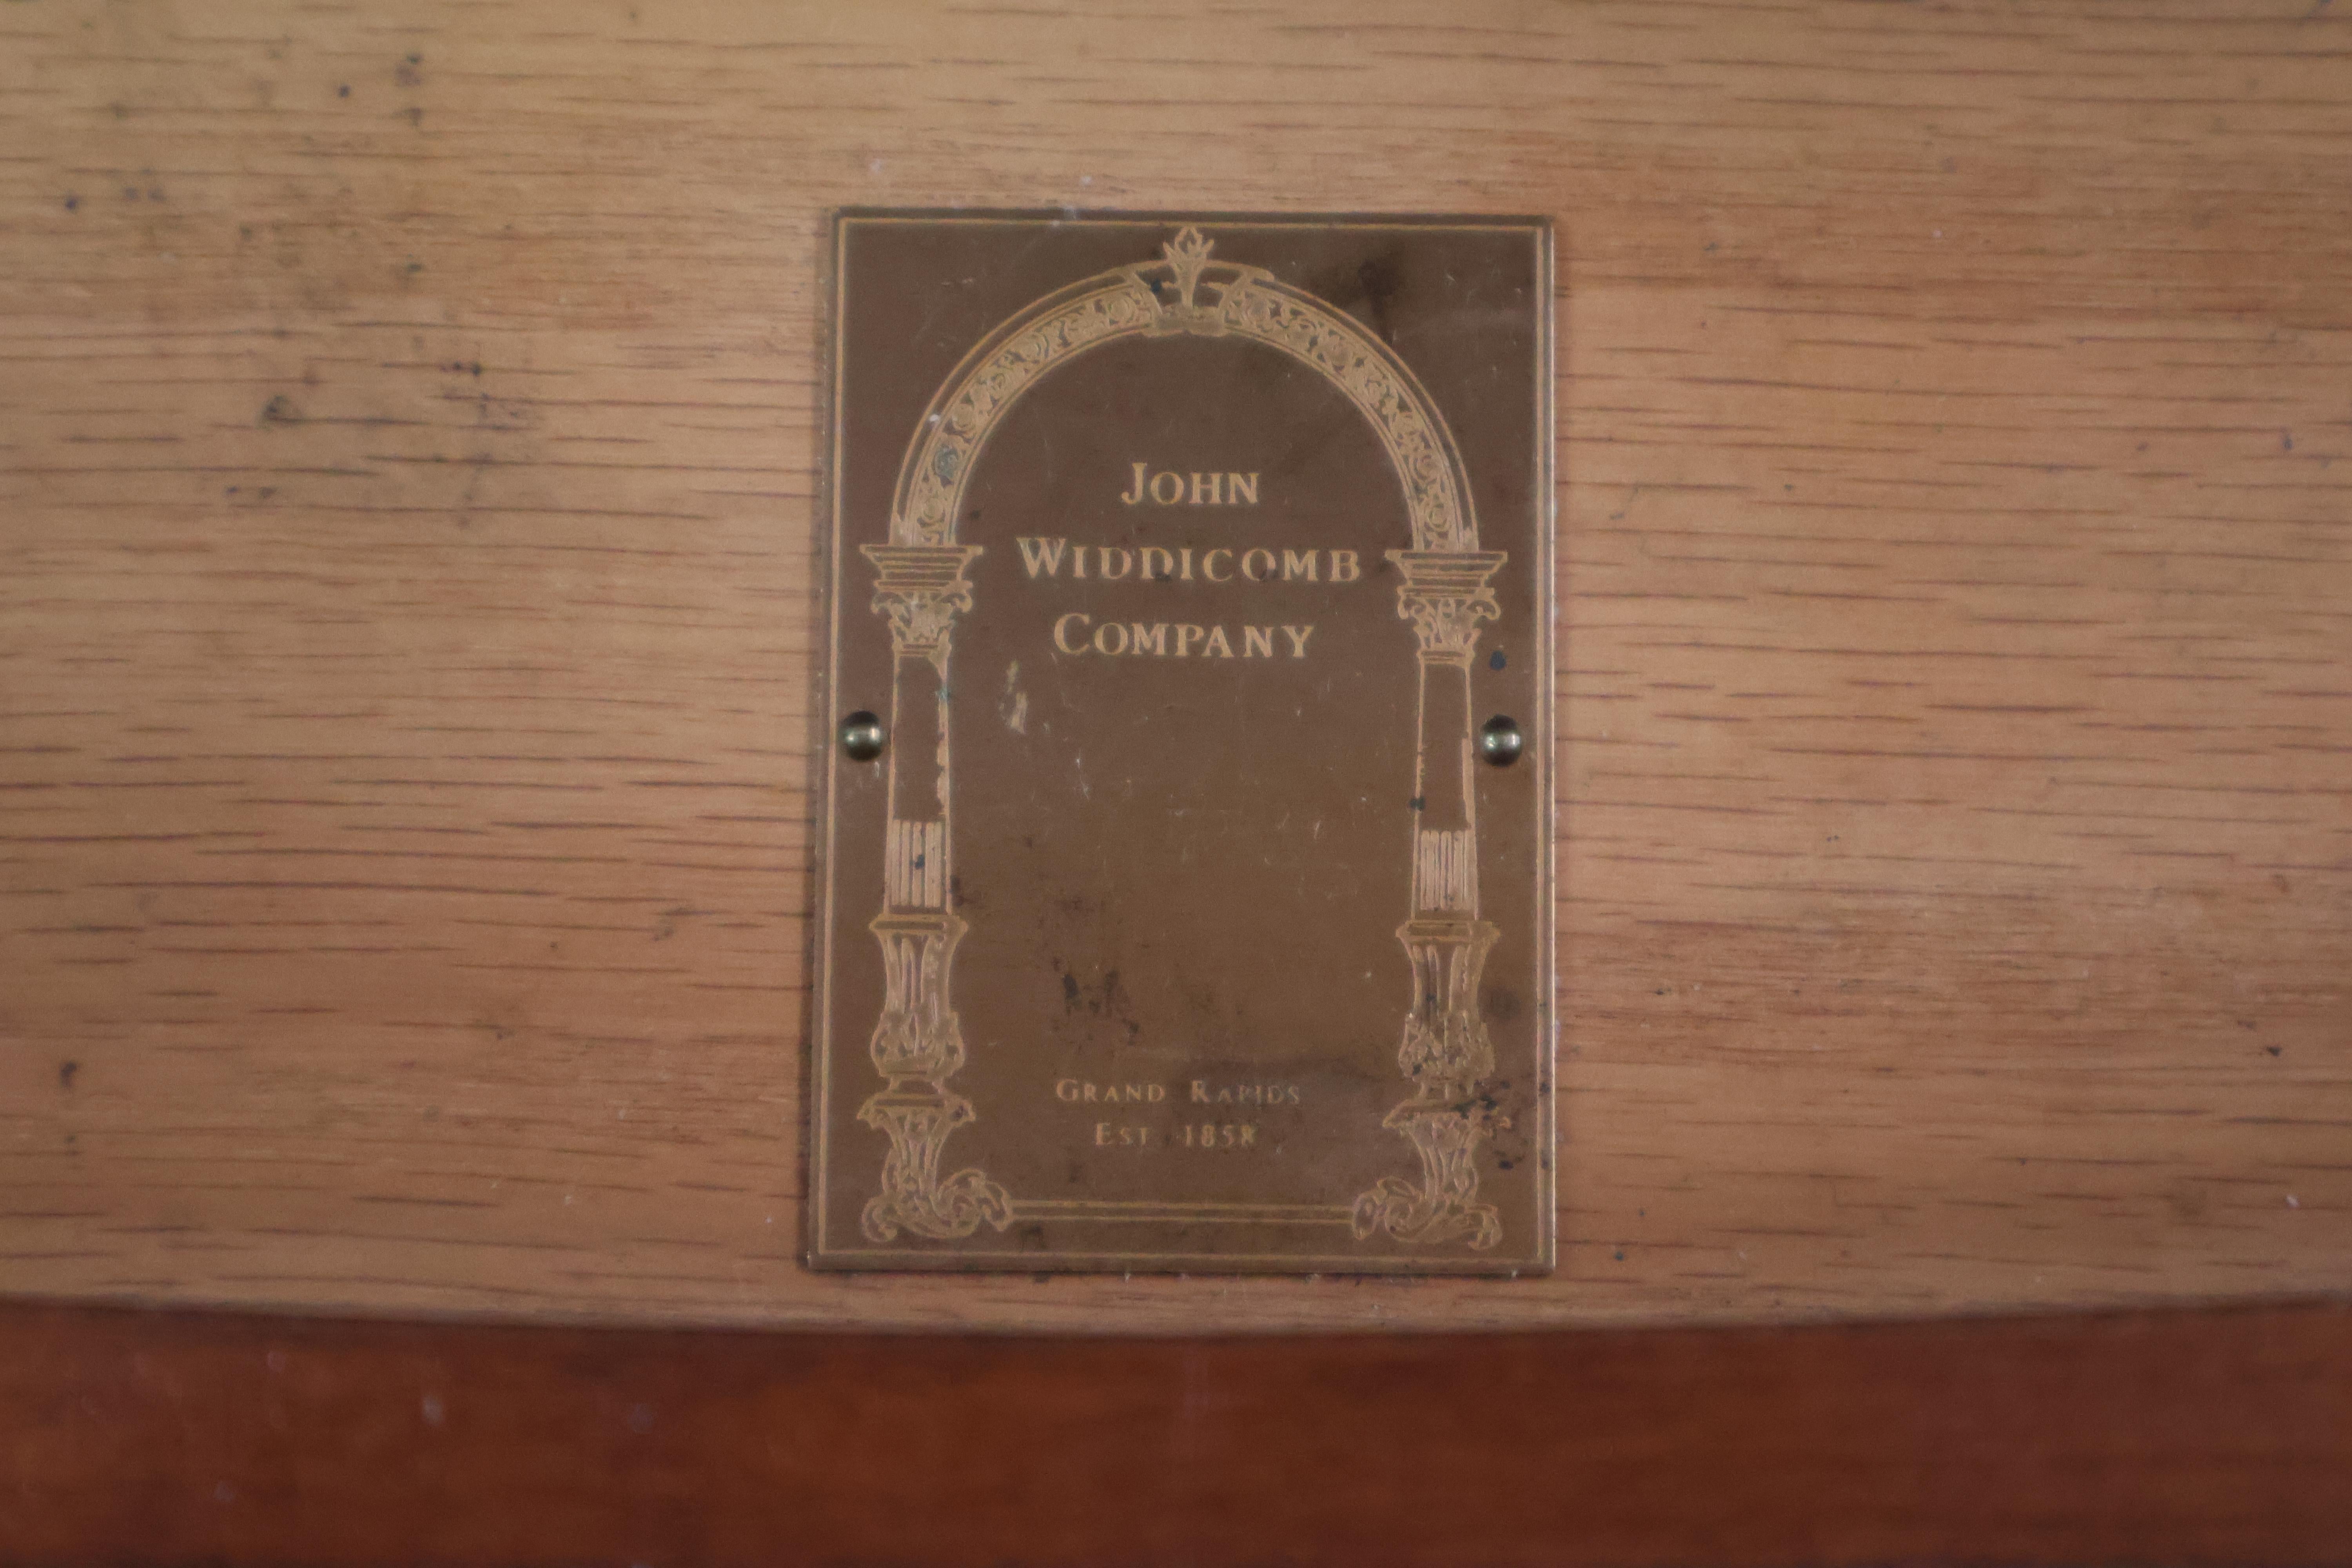 JOHN
WIDDICOMB
COMPANY
GRAND RAPIDS
EST 1858